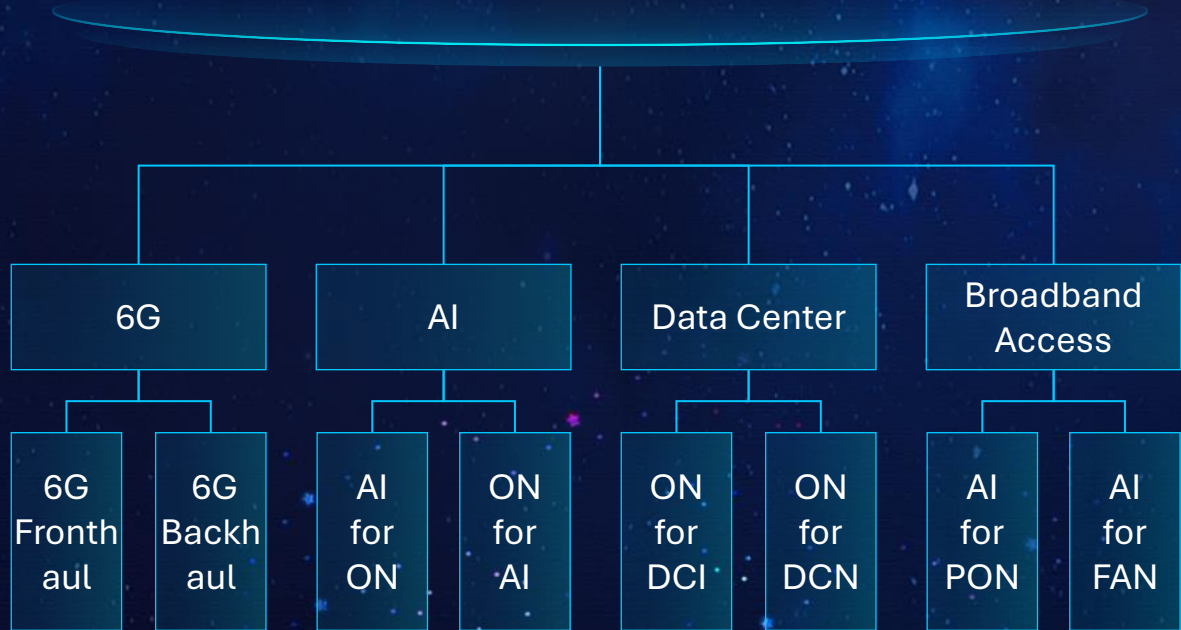 6G
AI
Data Center
Broadband
Access
6G
Fronth
aul
6G
Backh
aul
AI
for
ON
ON
for
AI
ON
for
DCI
ON
for
DCN
AI
for
PON
AI
for
FAN